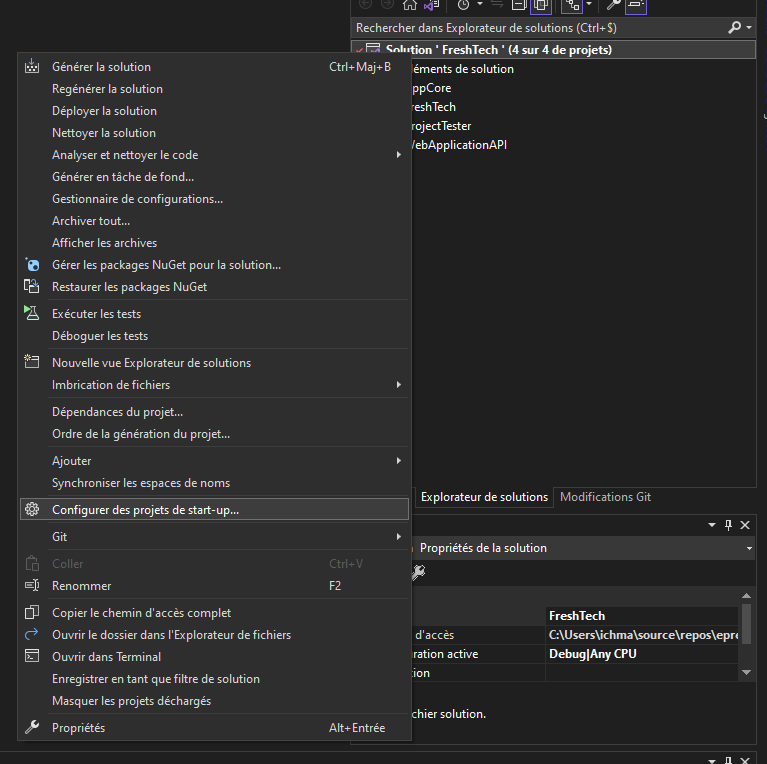 Rechercher dans Explorateur de solutions (Ctrl+$)
Solution ' FreshTech ' (4 sur 4 de projets)
léments de solution
ppCore
reshTech
rojectTester
ebApplicationAPI
Générer la solution Ctrl+Maj+B
Regénérer la solution
Déployer la solution
Nettoyer la solution
Analyser et nettoyer le code
Générer en tâche de fond...
Gestionnaire de configurations...
Archiver tout...
Afficher les archives
Gérer les packages NuGet pour la solution...
Restaurer les packages NuGet
Exécuter les tests
Déboguer les tests
Nouvelle vue Explorateur de solutions
Imbrication de fichiers
Dépendances du projet...
Ordre de la génération du projet...
Ajouter
Synchroniser les espaces de noms
Configurer des projets de start-up...
Git
Coller Ctrl+V
Renommer F2
Copier le chemin d'accès complet
Ouvrir le dossier dans l'Explorateur de fichiers
Ouvrir dans Terminal
Enregistrer en tant que filtre de solution
Masquer les projets déchargés
Propriétés Alt+Entrée
Explorateur de solutions Modifications Git
Propriétés de la solution
FreshTech
d'accès C:\Users\ichma\source\repos\epre
ration active Debug|Any CPU
ion
chier solution.